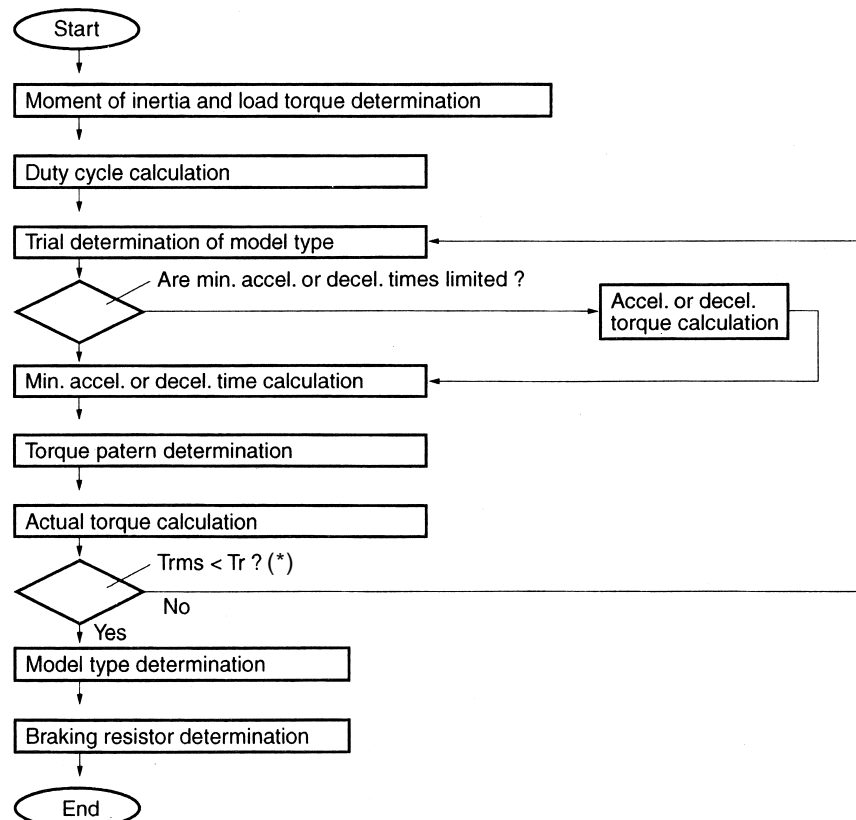 Start
Moment of inertia and load torque determination
Duty cycle calculation
Trial determination of model type
Are min. accel. or decel. times limited ?
Accel. or decel.
torque calculation
Min. accel. or decel. time calculation
Torque patern determination
Actual torque calculation
Trms < Tr ? (*)
No
Yes
Model type determination
Braking resistor determination
End